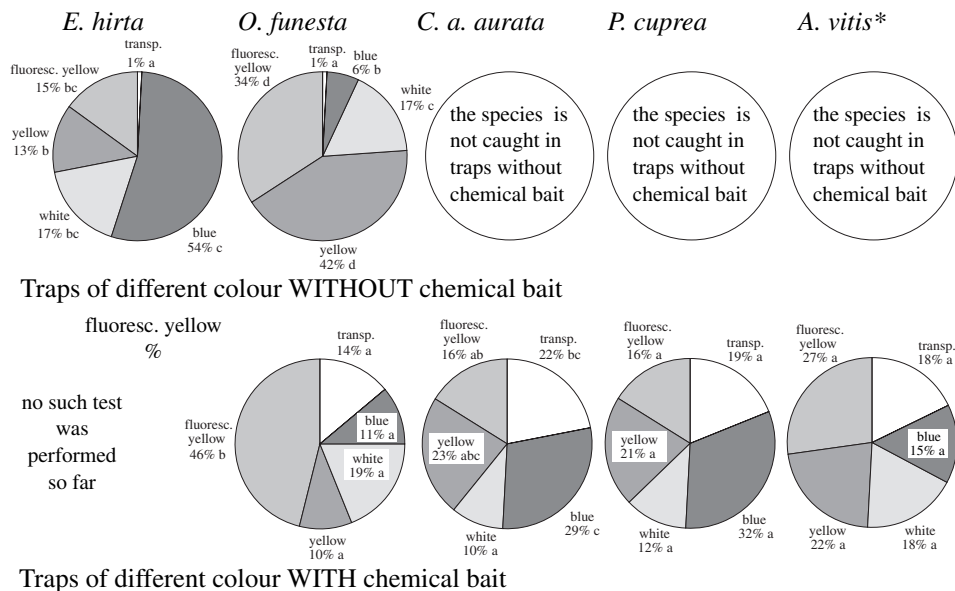 E. hirta
O. funesta
C. a. aurata
P. cuprea
A. vitis*
transp.
1% a
fluoresc. yellow
15% bc
yellow
13% b
white
17% bc
blue
54% c
fluoresc.
yellow
34% d
transp.
1% a
blue
6% b
white
17% c
yellow
42% d
the species is
not caught in
traps without
chemical bait
the species is
not caught in
traps without
chemical bait
the species is
not caught in
traps without
chemical bait
Traps of different colour WITHOUT chemical bait
fluoresc. yellow
%
no such test
was
performed
so far
transp.
14% a
blue
11% a
white
19% a
yellow
10% a
fluoresc.
yellow
46% b
fluoresc.
yellow
16% ab
transp.
22% bc
yellow
23% abc
white
10% a
blue
29% c
fluoresc.
yellow
16% a
transp.
19% a
yellow
21% a
white
12% a
blue
32% a
fluoresc.
yellow
27% a
transp.
18% a
blue
15% a
white
18% a
yellow
22% a
Traps of different colour WITH chemical bait